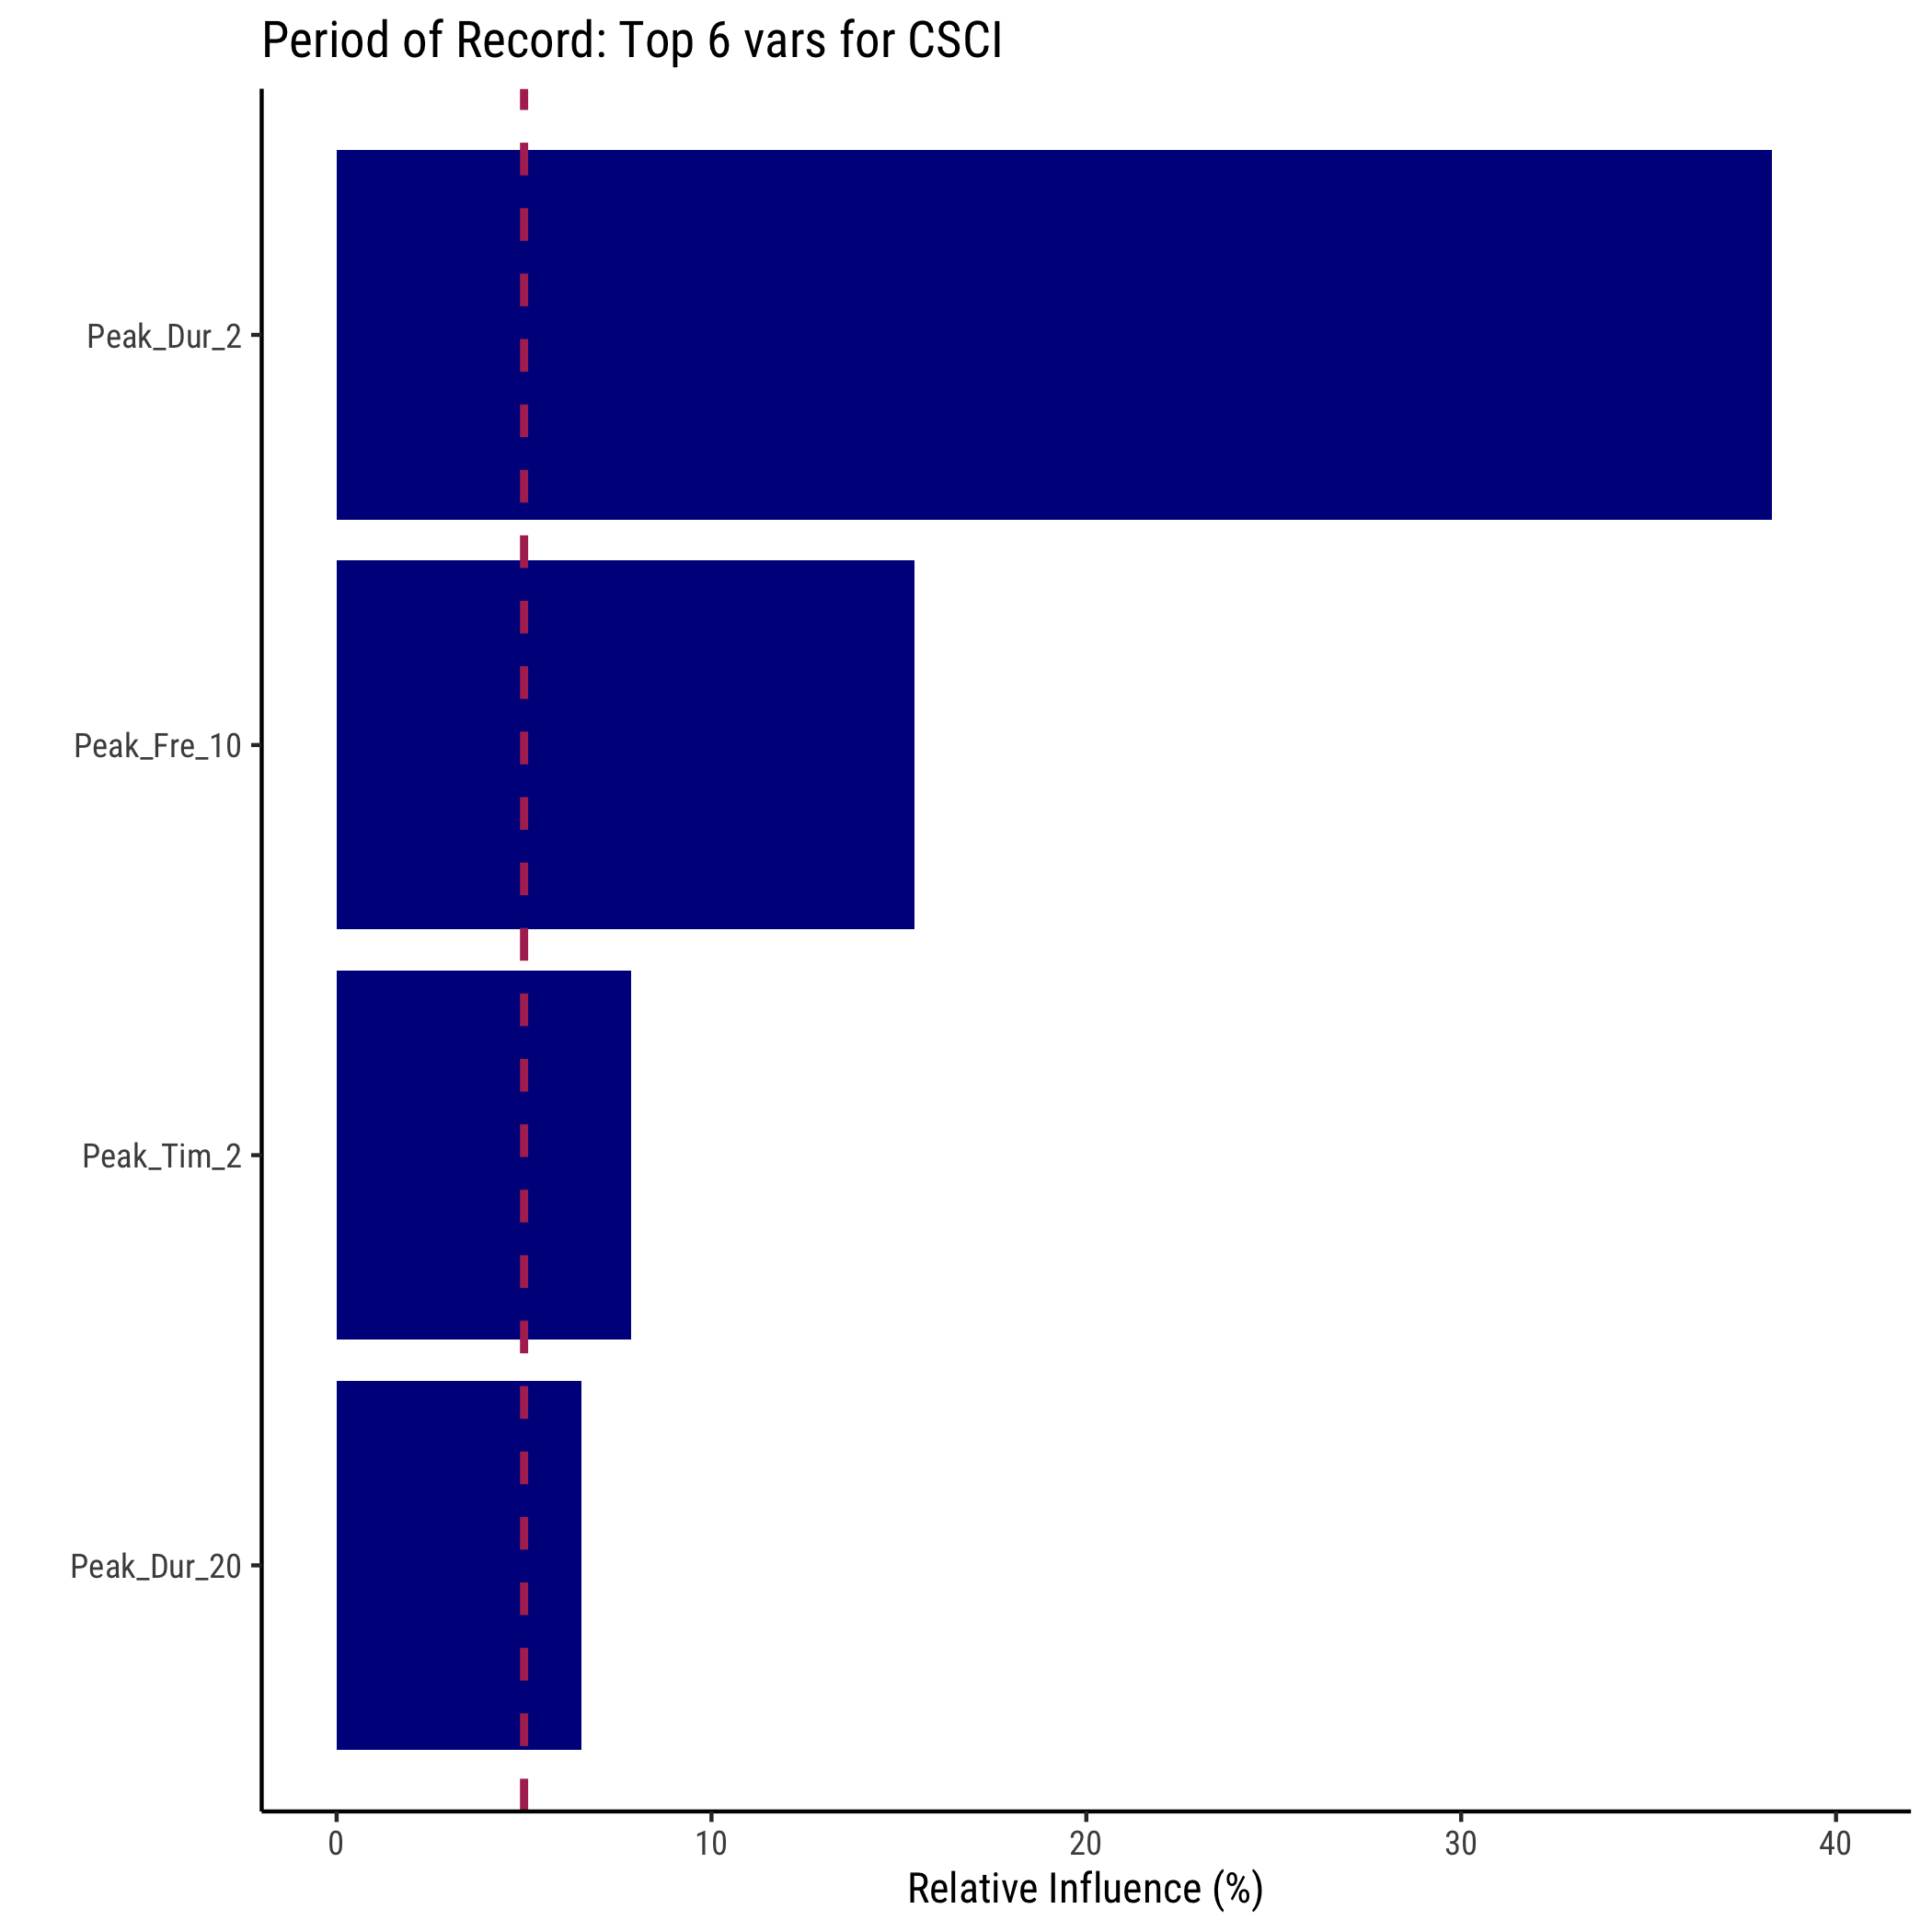 Period of Record: Top 6 vars for CSCI
Peak_Dur_2
Peak_Fre_10
Peak_Tim_2
Peak_Dur_20
0 10 20 30 40
Relative Influence (%)